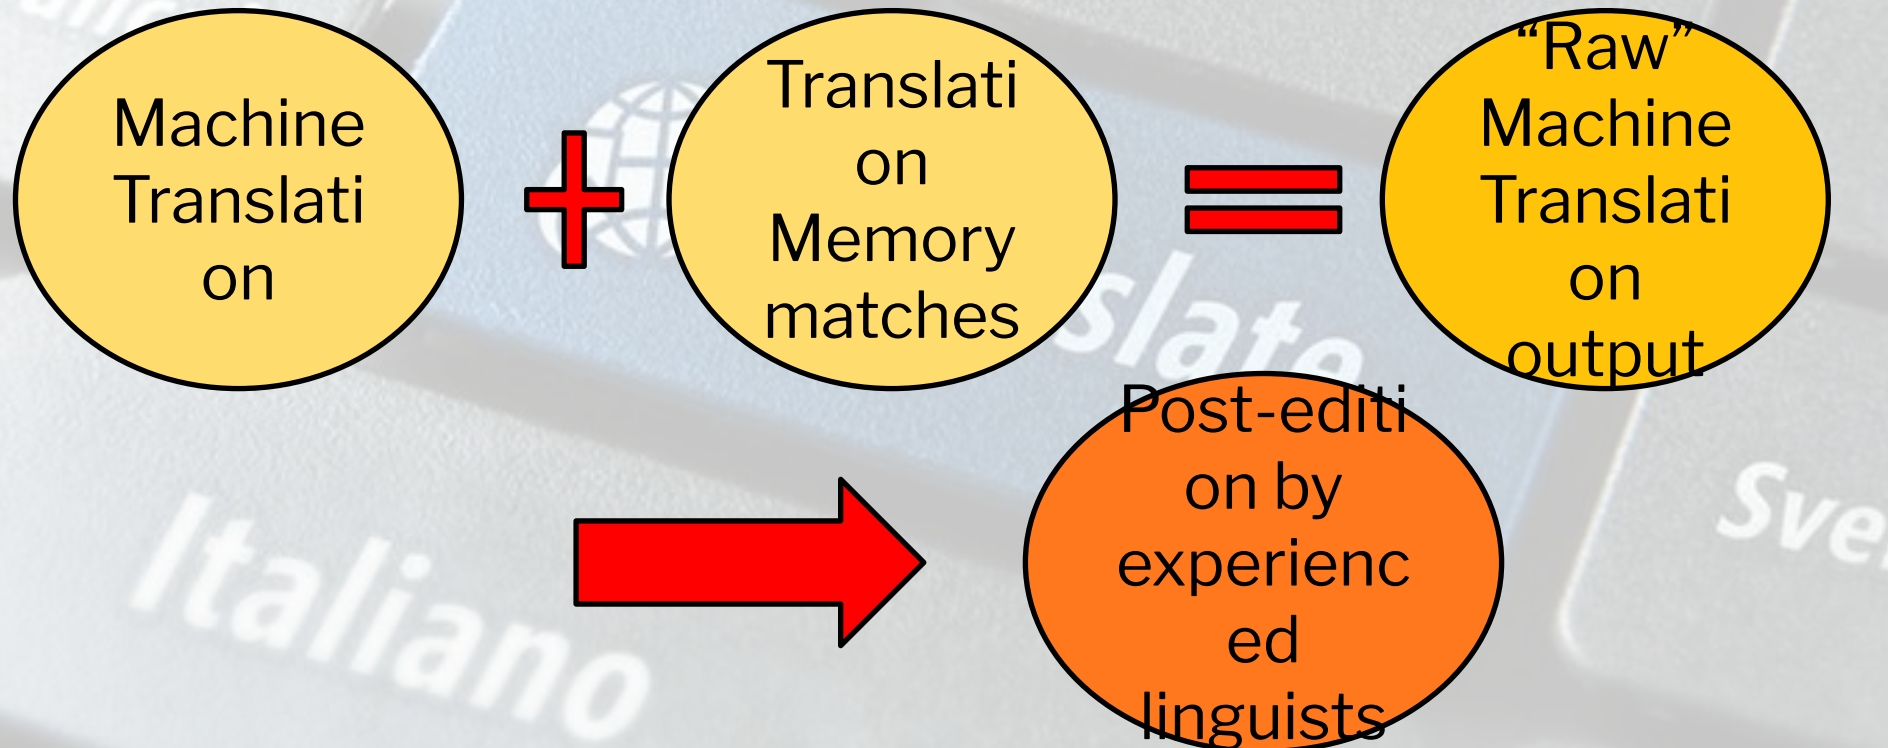 Machine
Translati
on
Translati
on
Memory
matches
“Raw”
Machine
Translati
on
output
slate
Post-editi
on by
experienc
ed
linguists
Italiano
Sve